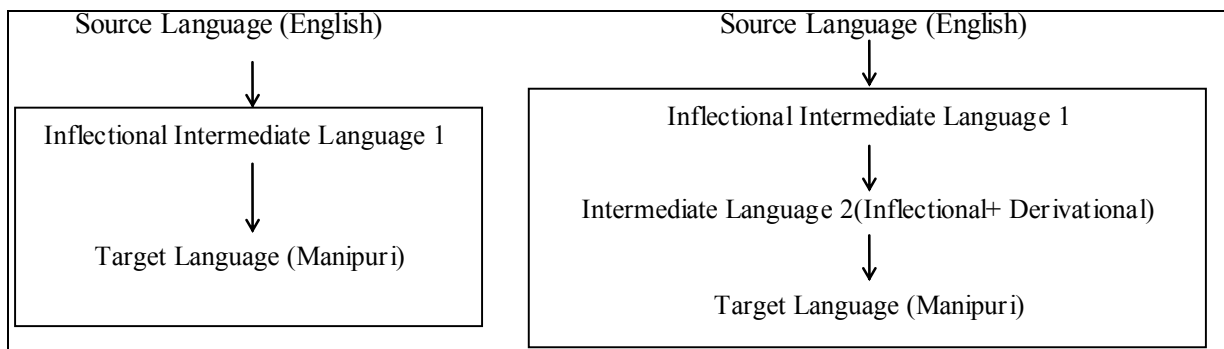 Source Language (English)
Inflectional Intermediate Language 1
Target Language (Manipuri)
Source Language (English)
Inflectional Intermediate Language 1
Intermediate Language 2(Inflectional+ Derivational)
Target Language (Manipuri)